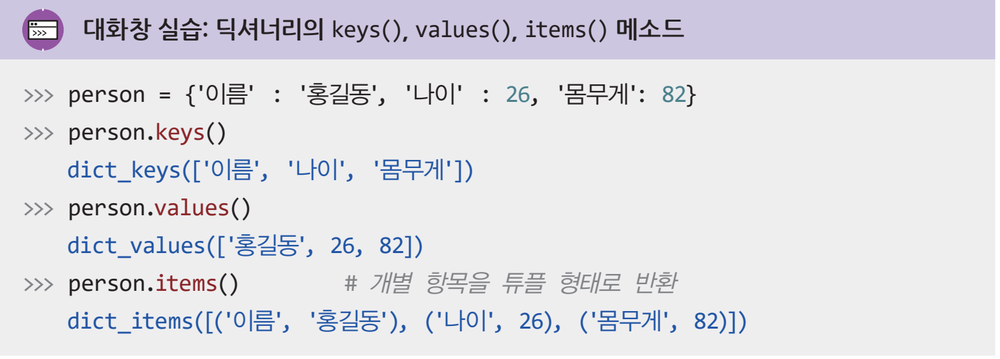 >>>
대화창 실습: 딕셔너리의 keys(), values(), items() 메소드
>>> person = {'이름' : '홍길동', '나이' : 26, '몸무게': 82}
>>> person.keys()
dict_keys(['이름', '나이', '몸무게'])
>>> person.values()
dict_values(['홍길동', 26, 82])
>>> person.items() # 개별 항목을 튜플 형태로 반환
dict_items([('이름', '홍길동'), ('나이', 26), ('몸무게', 82)])